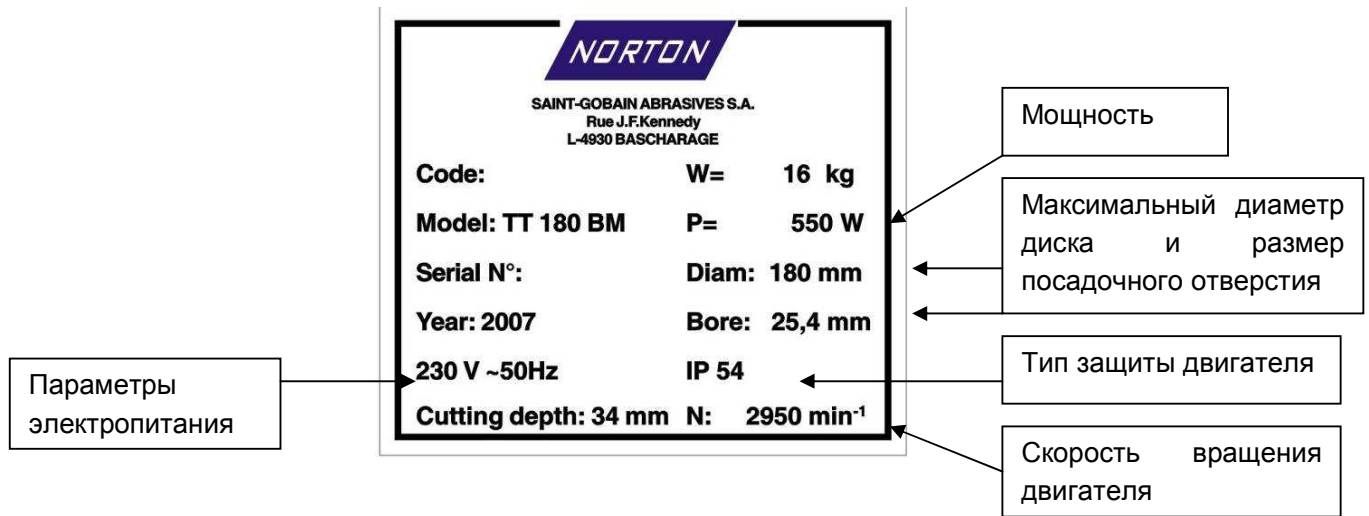 NORTON
SAINT-GOBAIN ABRASIVES S.A.
Rue J.F.Kennedy
L-4930 BASCHARAGE
Code: W= 16 kg
Model: TT 180 BM P= 550 W
Serial N°: Diam: 180 mm
Year: 2007 Bore: 25,4 mm
230 V ~50Hz IP 54
Cutting depth: 34 mm N: 2950 min⁻¹
Мощность
Максимальный диаметр
диска и размер
посадочного отверстия
Тип защиты двигателя
Скорость вращения
двигателя
Параметры
электропитания